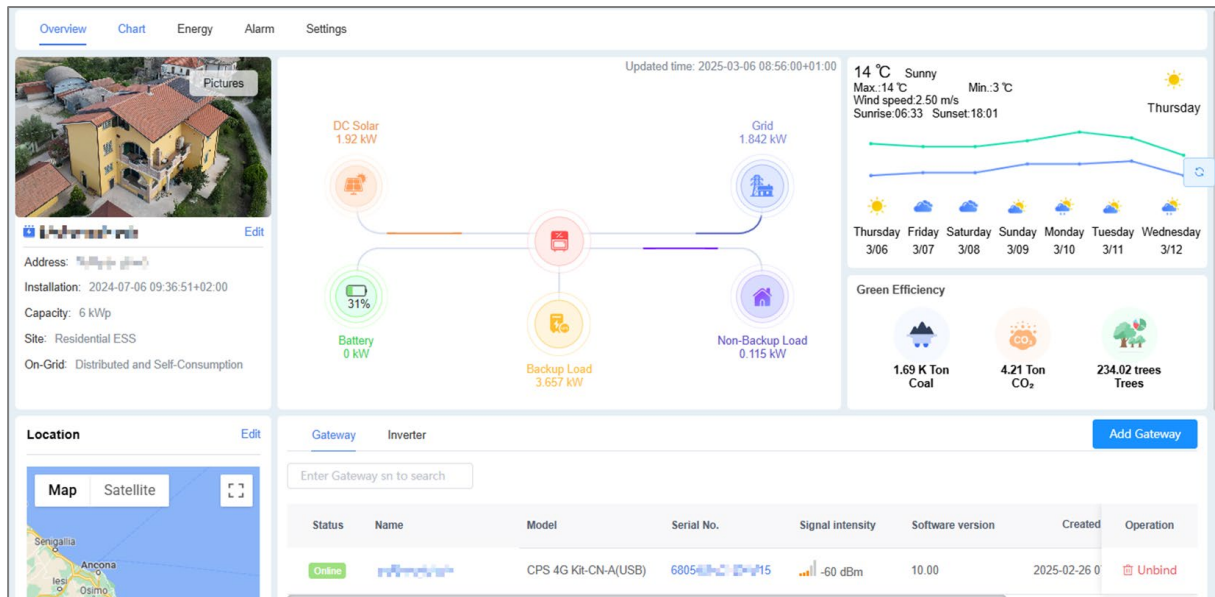 Overview Chart Energy Alarm Settings
Pictures
Edit
Address:
Installation: 2024-07-06 09:36:51+02:00
Capacity: 6 kWp
Site: Residential ESS
On-Grid: Distributed and Self-Consumption
Updated time: 2025-03-06 08:56:00+01:00
DC Solar
1.92 kW
Grid
1.842 kW
31%
Battery
0 kW
Backup Load
3.657 kW
Non-Backup Load
0.115 kW
14 ℃ Sunny
Max.:14 ℃ Min.:3 ℃
Wind speed:2.50 m/s
Sunrise:06:33 Sunset:18:01
Thursday
Thursday Friday Saturday Sunday Monday Tuesday Wednesday
3/06 3/07 3/08 3/09 3/10 3/11 3/12
Green Efficiency
CO₂
1.69 K Ton
Coal
4.21 Ton
CO₂
234.02 trees
Trees
Location Edit
Map Satellite
Senigallia
Ancona
Iesi
Osimo
Gateway Inverter
Add Gateway
Enter Gateway sn to search
Status Name Model Serial No. Signal intensity Software version Created Operation
Online CPS 4G Kit-CN-A(USB) 6805 15 -60 dBm 10.00 2025-02-26 0 Unbind